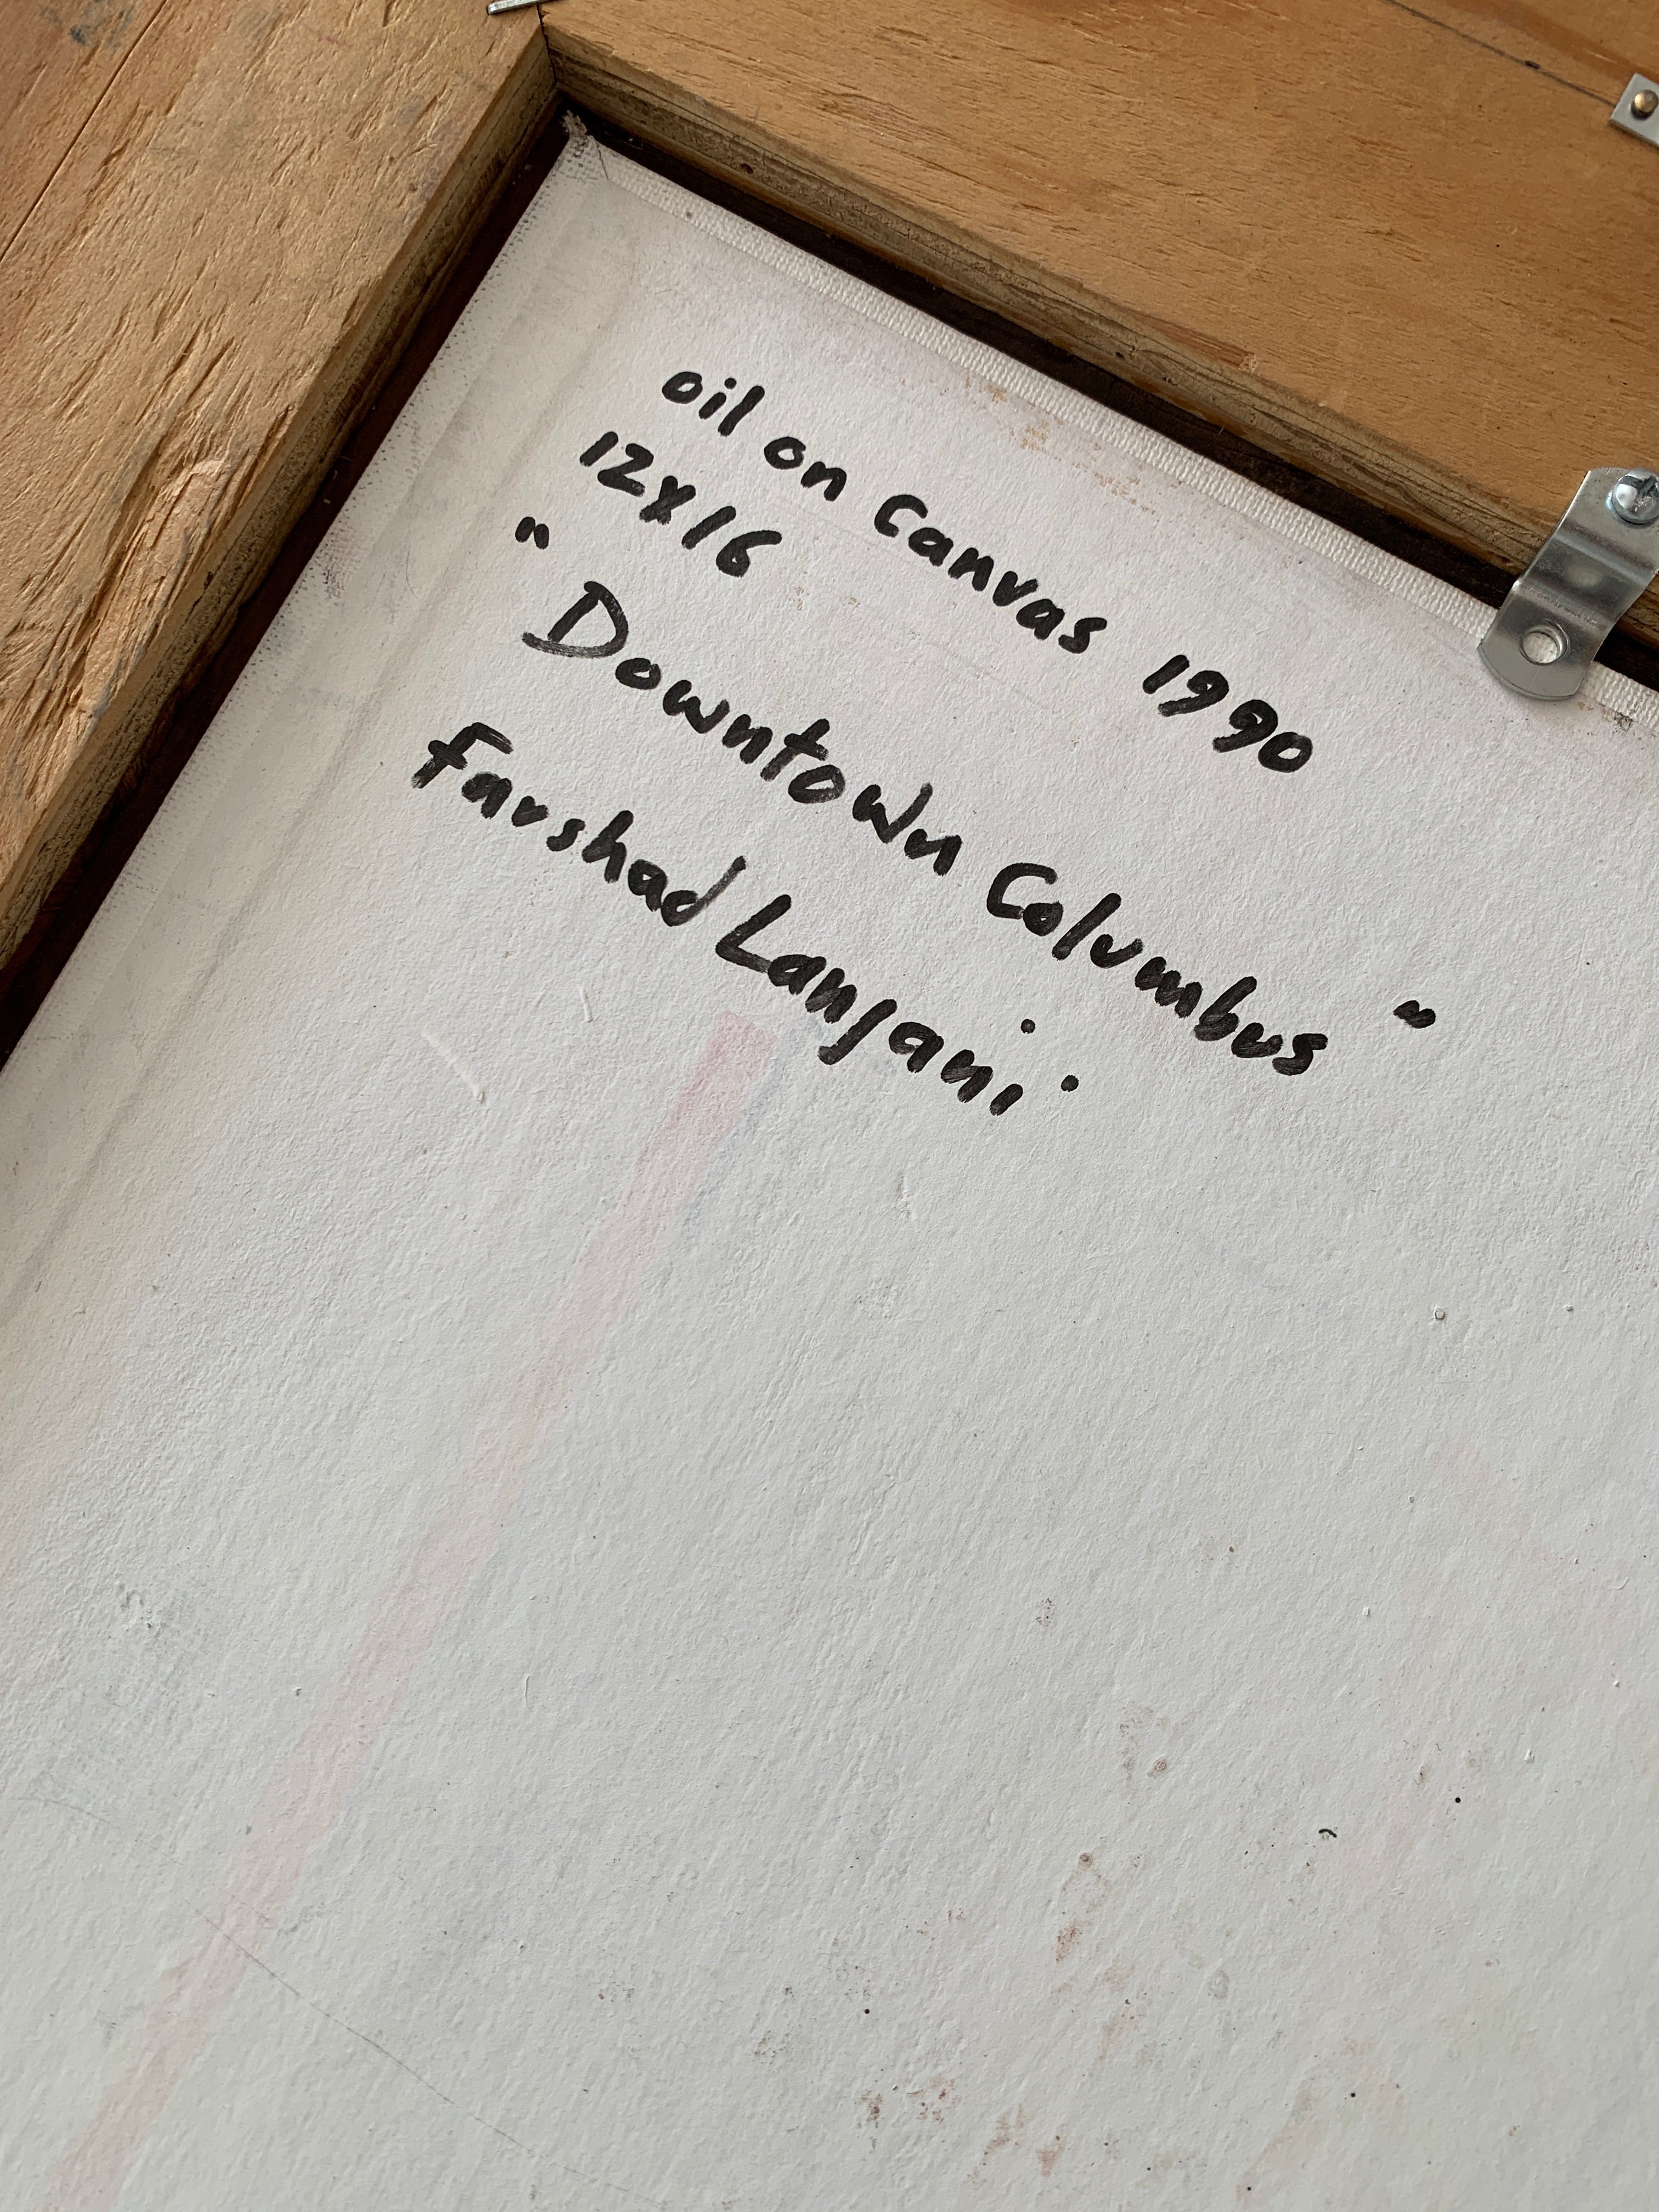 oil on Canvas 1990
12x16
" Downtown Columbus "
Farshad Lanjani.